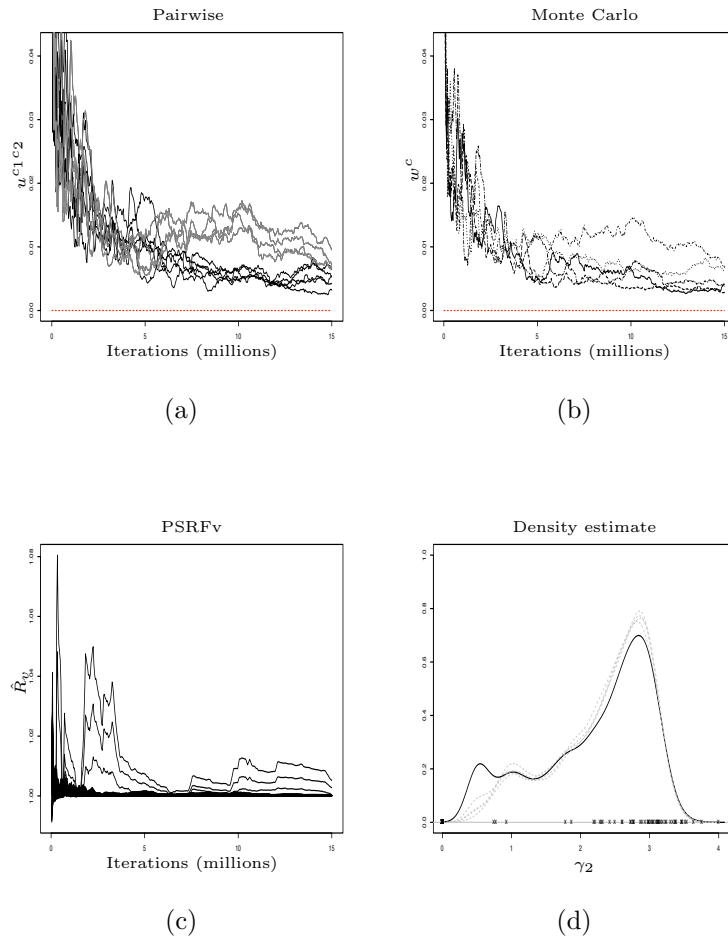 Pairwise
0.04
0.03
0.02
0.01
0.00
u^{c1c2}
0 5 10 15
Iterations (millions)
(a)
Monte Carlo
0.04
0.03
0.02
0.01
0.00
w^c
0 5 10 15
Iterations (millions)
(b)
PSRFv
1.08
1.06
1.04
1.02
1.00
R̂_v
0 5 10 15
Iterations (millions)
(c)
Density estimate
1.0
0.8
0.6
0.4
0.2
0.0
0 1 2 3 4
γ_2
(d)